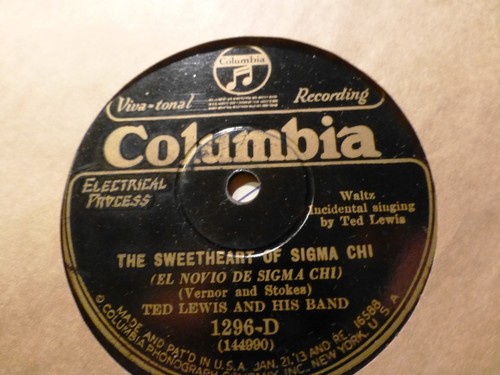 Columbia
Viva-tonal Recording
Columbia
ELECTRICAL
PROCESS
Waltz
Incidental singing
by Ted Lewis
THE SWEETHEART OF SIGMA CHI
(EL NOVIO DE SIGMA CHI)
(Vernor and Stokes)
TED LEWIS AND HIS BAND
1296-D
(144990)
MADE AND PAT'D IN U.S.A. JAN. 21,'13 AND RE. 16588
© COLUMBIA PHONOGRAPH COMPANY, INC. NEW YORK, U.S.A